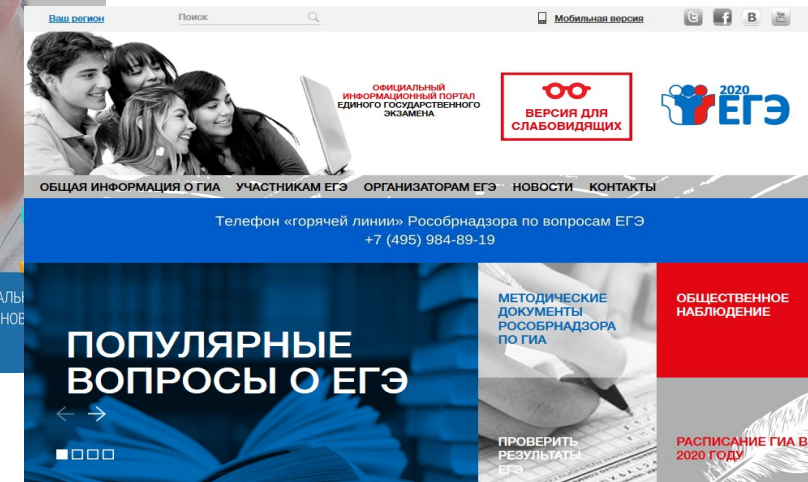 Ваш регион
Поиск
Мобильная версия
ОФИЦИАЛЬНЫЙ
ИНФОРМАЦИОННЫЙ ПОРТАЛ
ЕДИНОГО ГОСУДАРСТВЕННОГО
ЭКЗАМЕНА
ВЕРСИЯ ДЛЯ
СЛАБОВИДЯЩИХ
2020
ЕГЭ
ОБЩАЯ ИНФОРМАЦИЯ О ГИА УЧАСТНИКАМ ЕГЭ ОРГАНИЗАТОРАМ ЕГЭ НОВОСТИ КОНТАКТЫ
Телефон «горячей линии» Рособрнадзора по вопросам ЕГЭ
+7 (495) 984-89-19
ПОПУЛЯРНЫЕ
ВОПРОСЫ О ЕГЭ
МЕТОДИЧЕСКИЕ
ДОКУМЕНТЫ
РОСОБРНАДЗОРА
ПО ГИА
ОБЩЕСТВЕННОЕ
НАБЛЮДЕНИЕ
ПРОВЕРИТЬ
РЕЗУЛЬТАТЫ
ЕГЭ
РАСПИСАНИЕ ГИА В
2020 ГОДУ